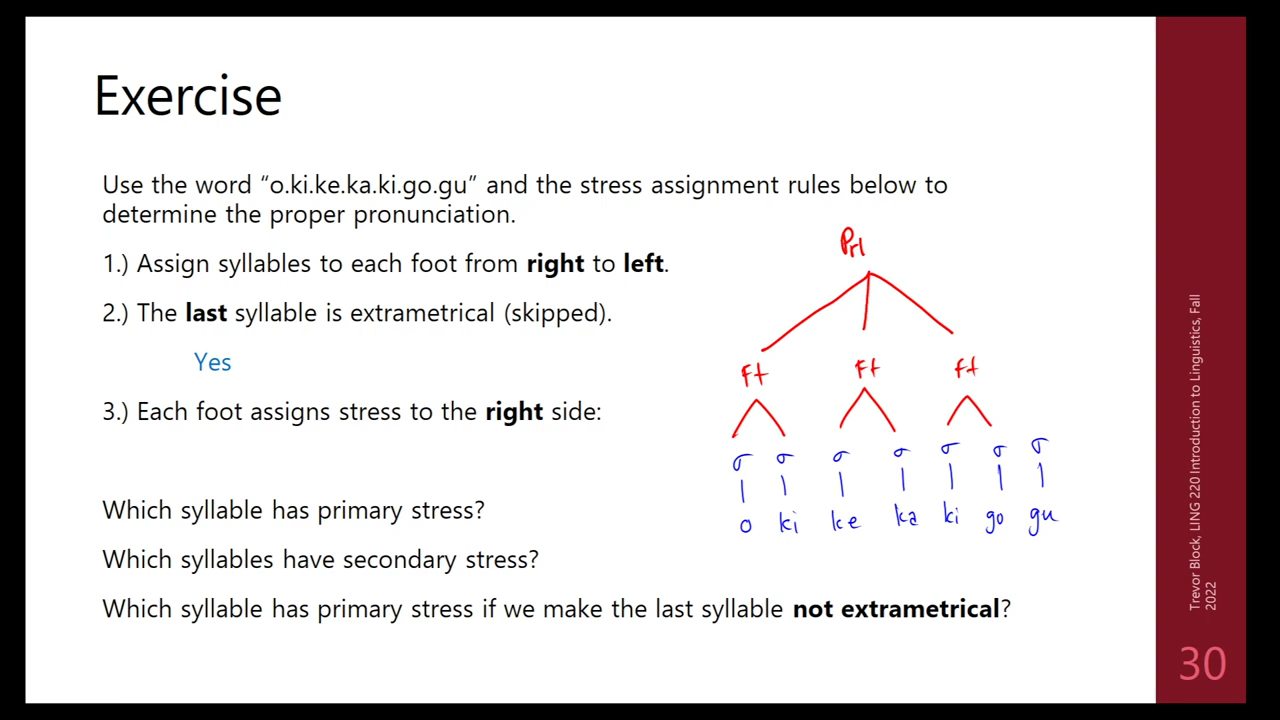 Exercise
Use the word “o.ki.ke.ka.ki.go.gu” and the stress assignment rules below to
determine the proper pronunciation.
1.) Assign syllables to each foot from right to left.
2.) The last syllable is extrametrical (skipped).
Yes
3.) Each foot assigns stress to the right side:
Which syllable has primary stress?
Which syllables have secondary stress?
Which syllable has primary stress if we make the last syllable not extrametrical?
Ft Ft Ft
σ σ σ σ σ σ σ
o ki ke ka ki go gu
Trevor Block, LING 220 Introduction to Linguistics, Fall
2022
30